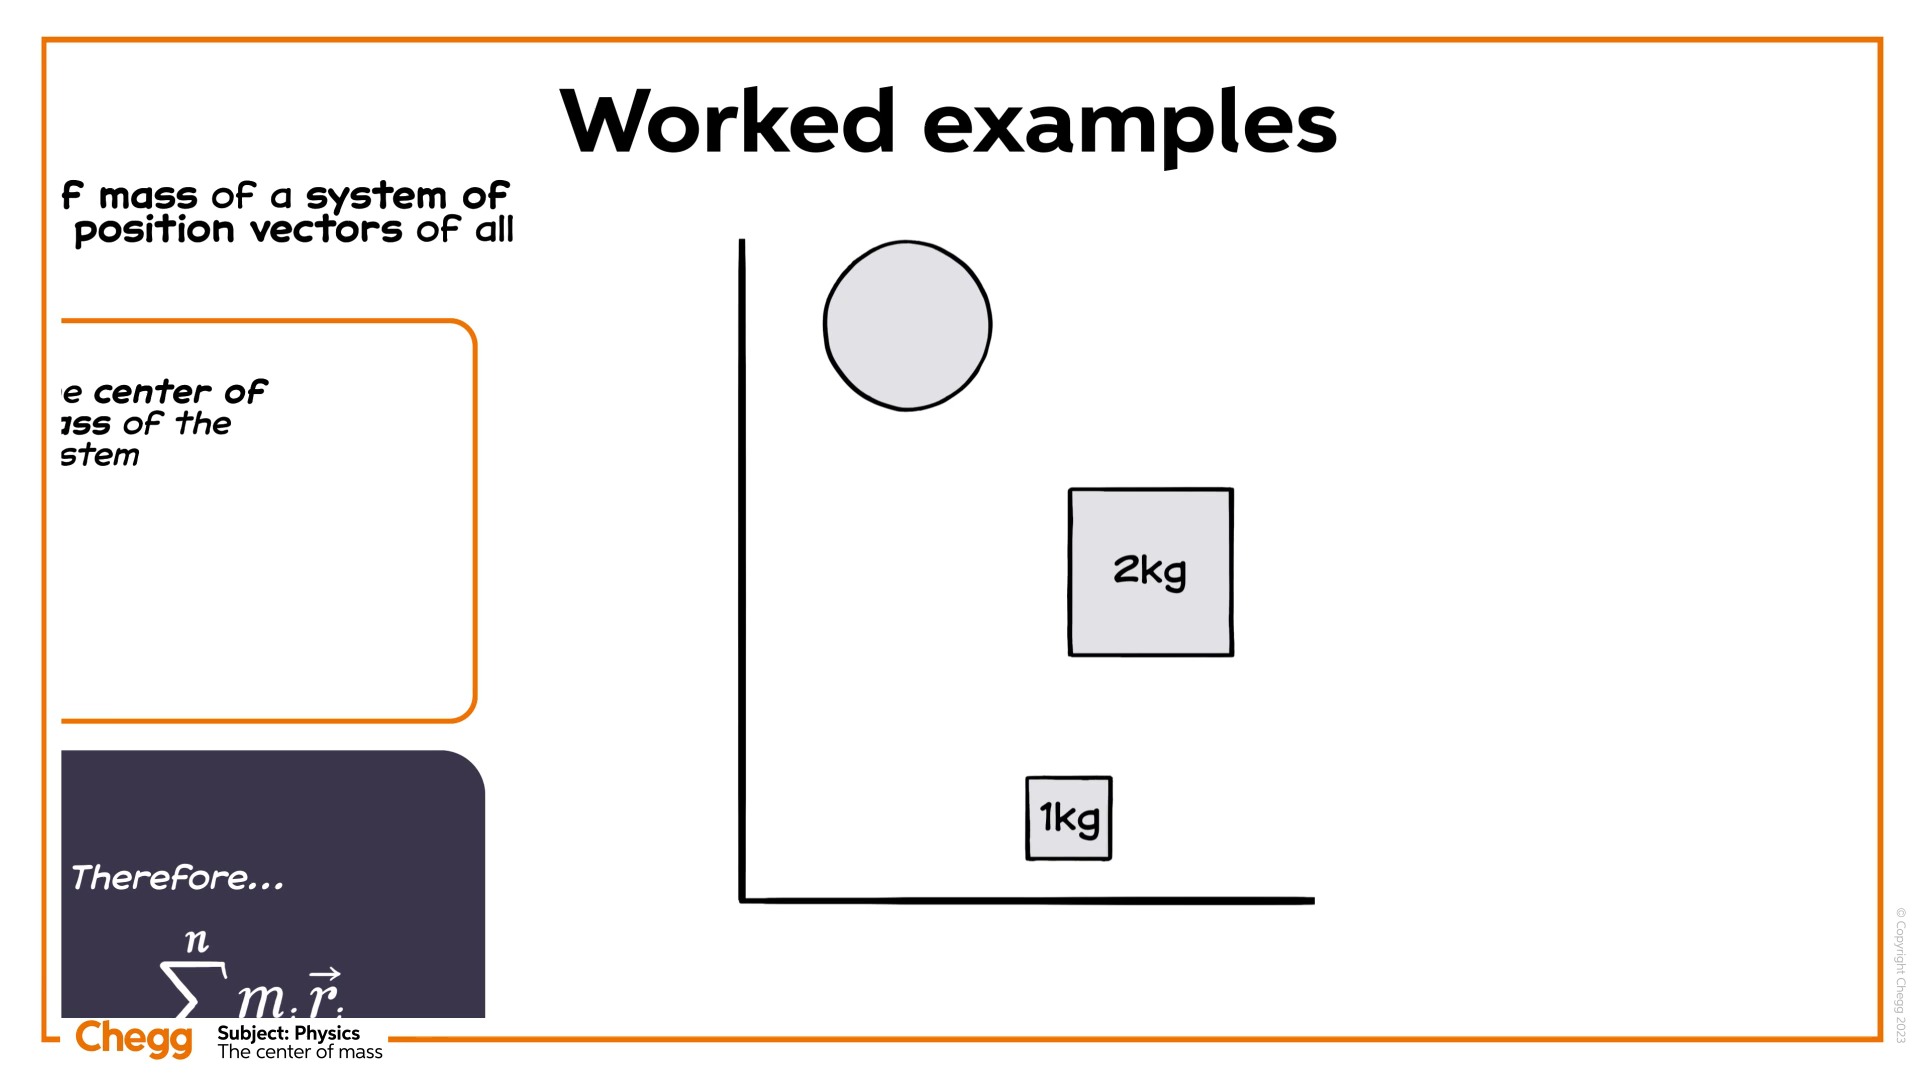 Worked examples
f mass of a system of
position vectors of all
e center of
ass of the
stem
2kg
1kg
Therefore...
n
∑ mᵢ r⃗ᵢ
Chegg
Subject: Physics
The center of mass
© Copyright Chegg 2023